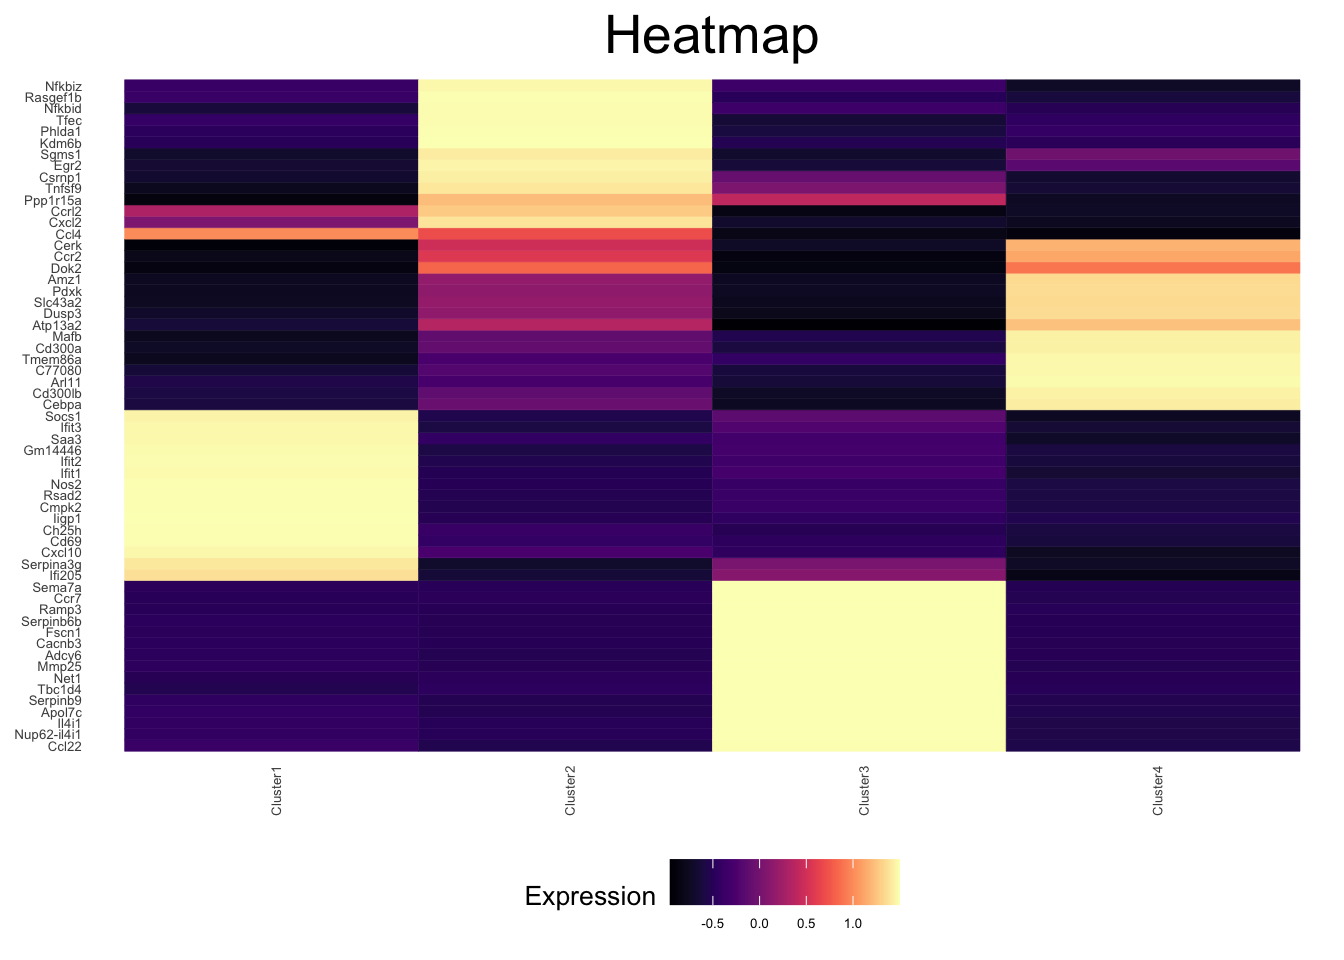 Heatmap
Nfkbiz
Rasgef1b
Nfkbid
Tfec
Phlda1
Kdm6b
Sgms1
Egr2
Csrnp1
Tnfsf9
Ppp1r15a
Ccrl2
Cxcl2
Ccl4
Cerk
Ccr2
Dok2
Amz1
Pdxk
Slc43a2
Dusp3
Atp13a2
Mafb
Cd300a
Tmem86a
C77080
Arl11
Cd300lb
Cebpa
Socs1
Ifit3
Saa3
Gm14446
Ifit2
Ifit1
Nos2
Rsad2
Cmpk2
Iigp1
Ch25h
Cd69
Cxcl10
Serpina3g
Ifi205
Sema7a
Ccr7
Ramp3
Serpinb6b
Fscn1
Cacnb3
Adcy6
Mmp25
Net1
Tbc1d4
Serpinb9
Apol7c
Il4i1
Nup62-il4i1
Ccl22
Cluster1
Cluster2
Cluster3
Cluster4
Expression
-0.5 0.0 0.5 1.0